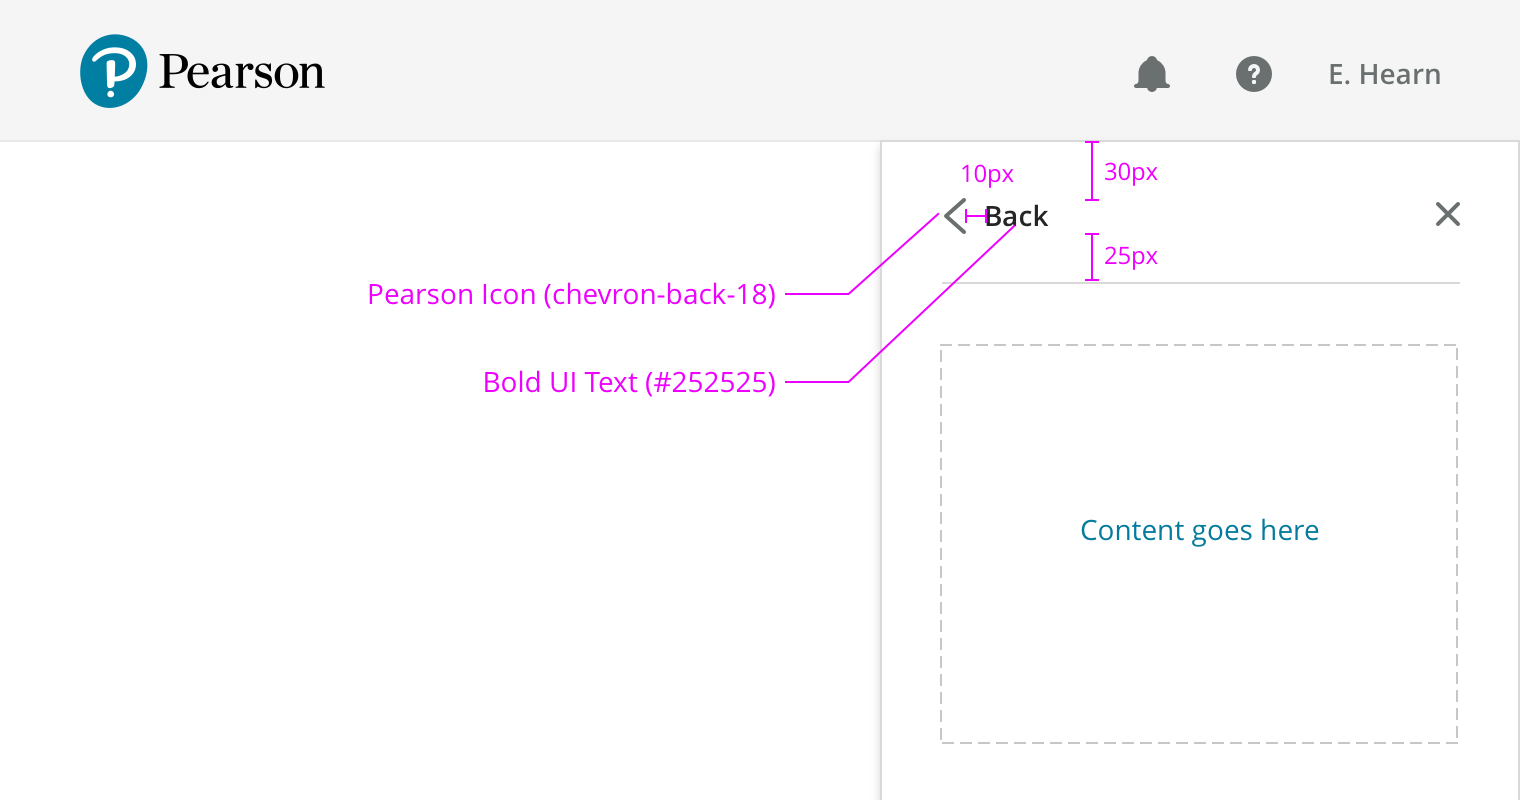 Pearson
? E. Hearn
10px
30px
Back
25px
Pearson Icon (chevron-back-18)
Bold UI Text (#252525)
Content goes here